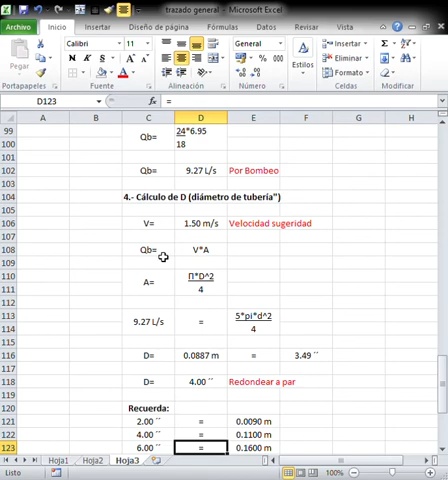 trazado general - Microsoft Excel
Archivo Inicio Insertar Diseño de página Fórmulas Datos Revisar Vista
Pegar
Portapapeles
Calibri 11
N K S
Fuente
Alineación
General
% 000
Número
Estilos
Insertar
Eliminar
Formato
Celdas
Σ
Modificar
D123 fx =
A B C D E F G H
99 Qb= 24*6.95
100 18
101
102 Qb= 9.27 L/s Por Bombeo
103
104 4.- Cálculo de D (diámetro de tubería")
105
106 V= 1.50 m/s Velocidad sugeridad
107
108 Qb= V*A
109
110 A= Π*D^2
111 4
112
113 9.27 L/s = 5*pi*d^2
114 4
115
116 D= 0.0887 m = 3.49 ´´
117
118 D= 4.00 ´´ Redondear a par
119
120 Recuerda:
121 2.00 ´´ = 0.0090 m
122 4.00 ´´ = 0.1100 m
123 6.00 ´´ = 0.1600 m
Hoja1 Hoja2 Hoja3
Listo 100%